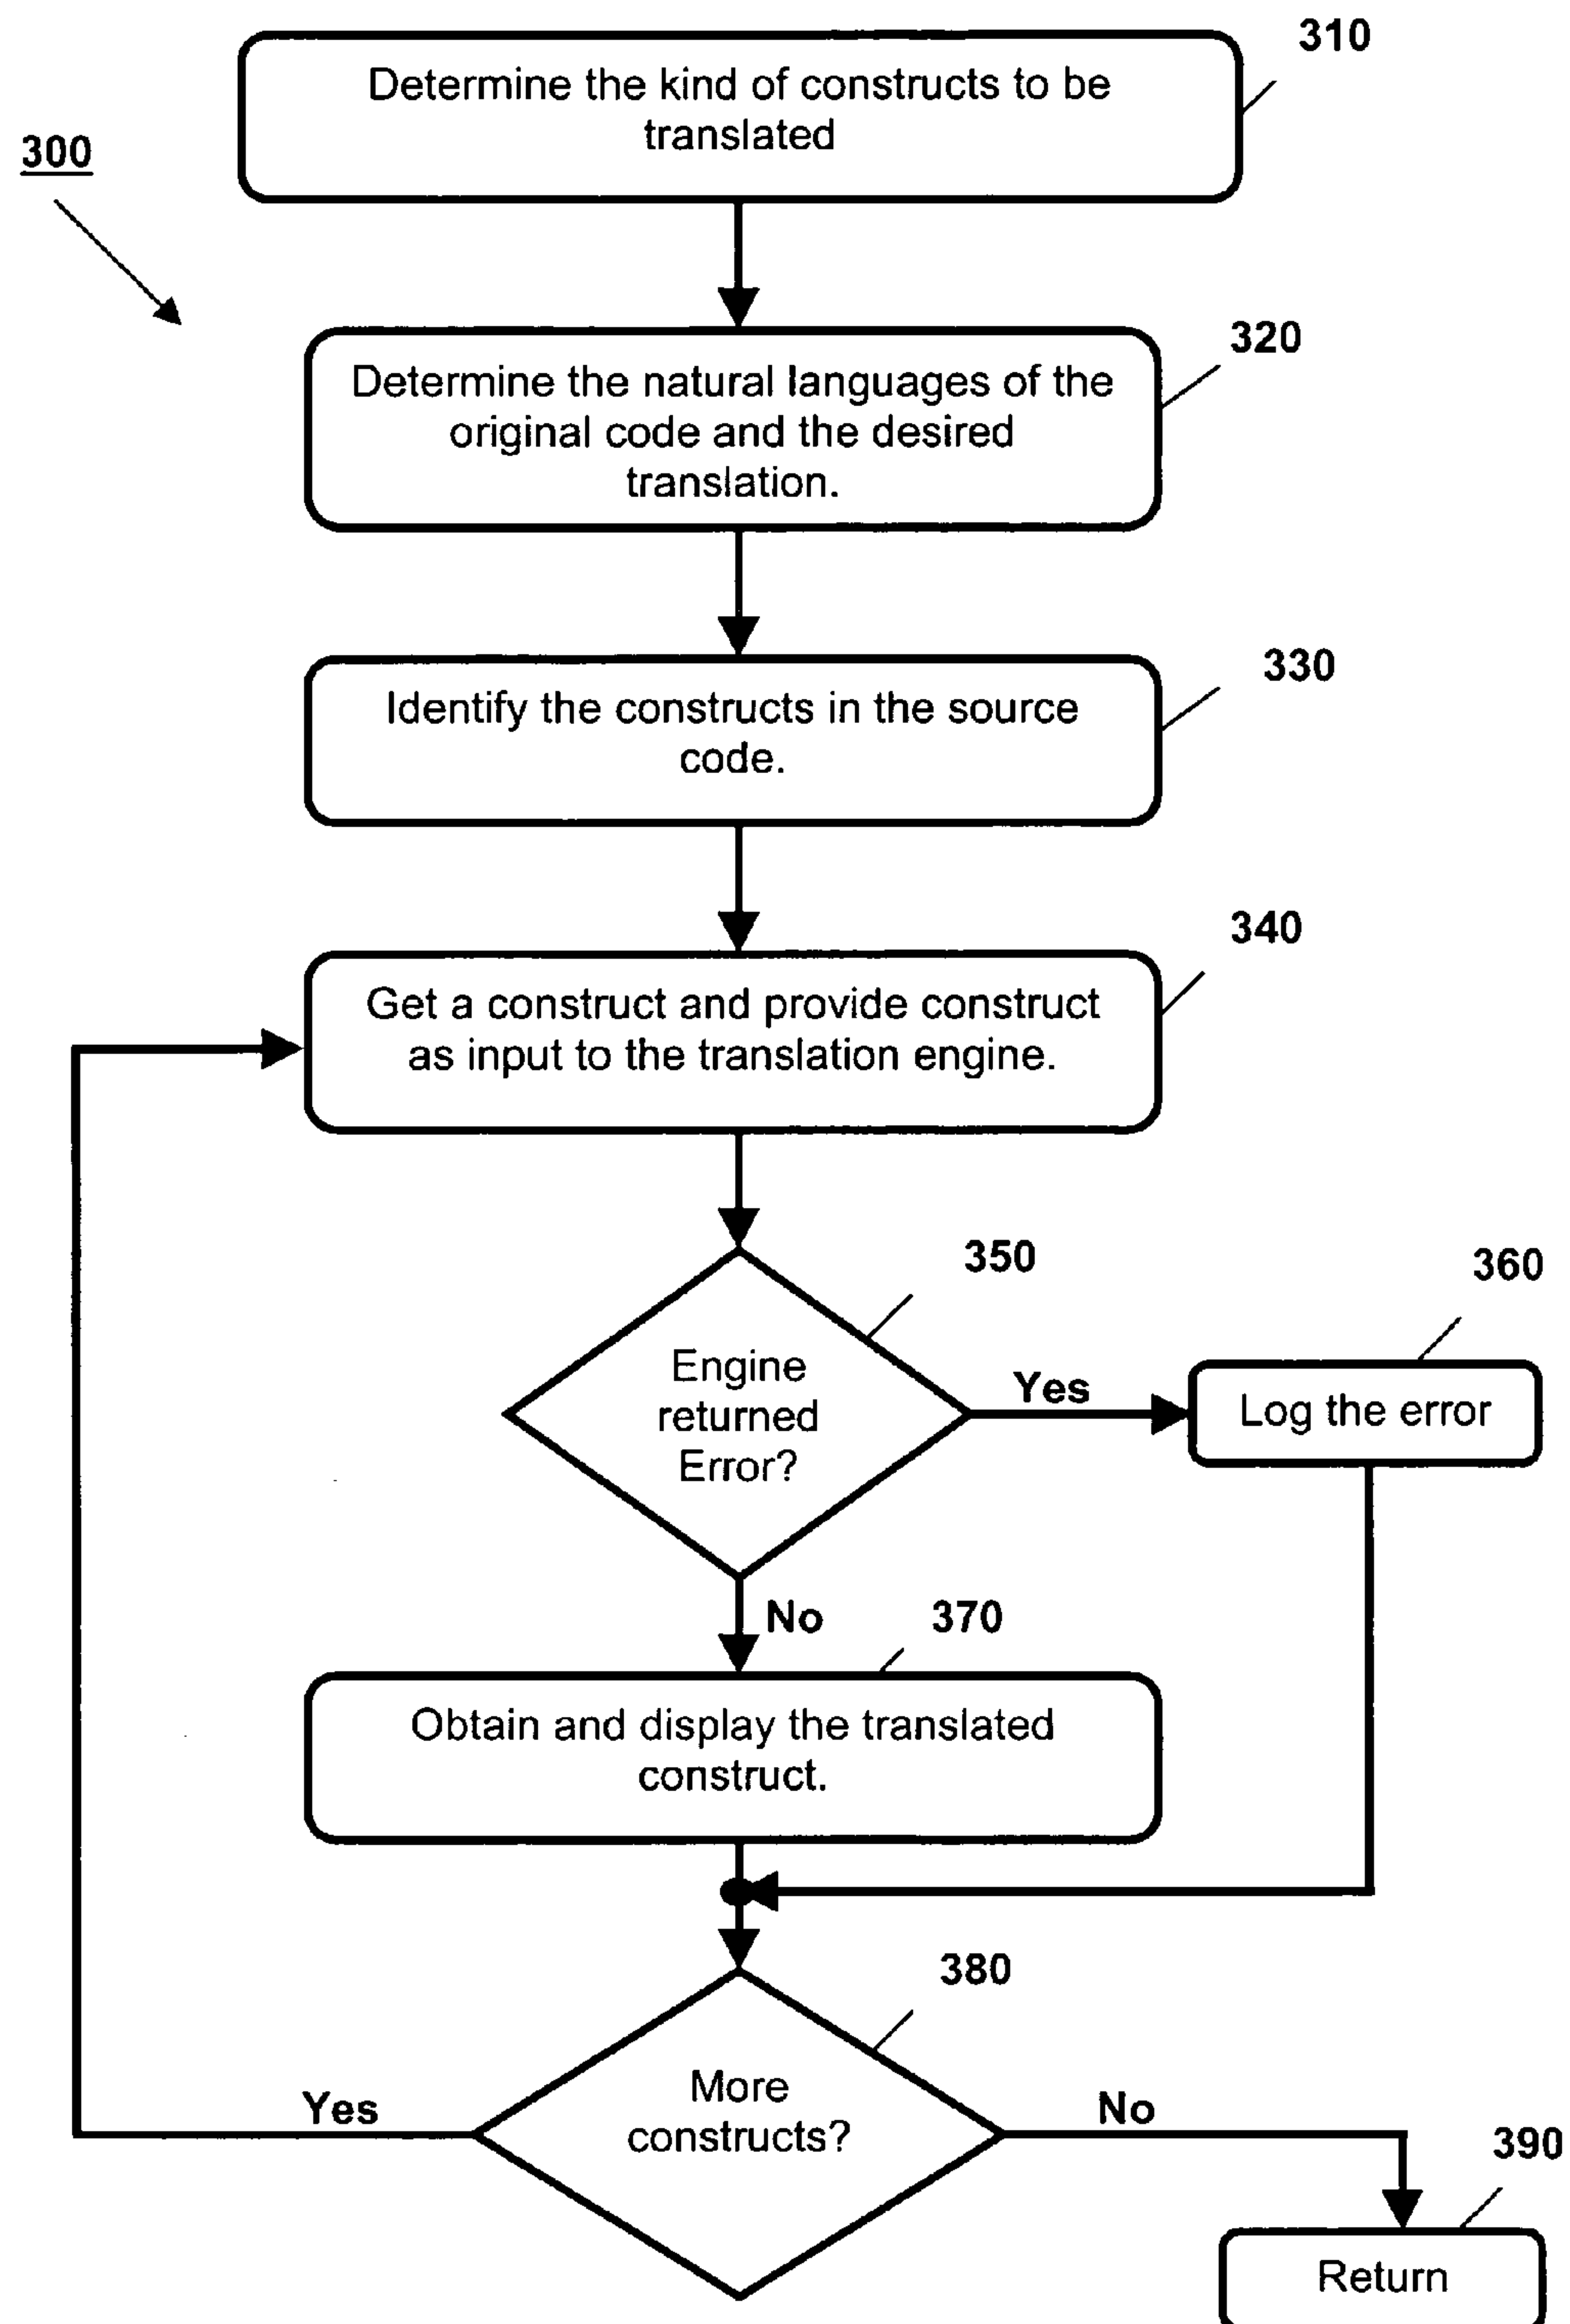 310
Determine the kind of constructs to be
translated
300
320
Determine the natural languages of the
original code and the desired
translation.
330
Identify the constructs in the source
code.
340
Get a construct and provide construct
as input to the translation engine.
350
360
Engine
returned
Error?
Yes
Log the error
No
370
Obtain and display the translated
construct.
380
More
constructs?
Yes
No
390
Return